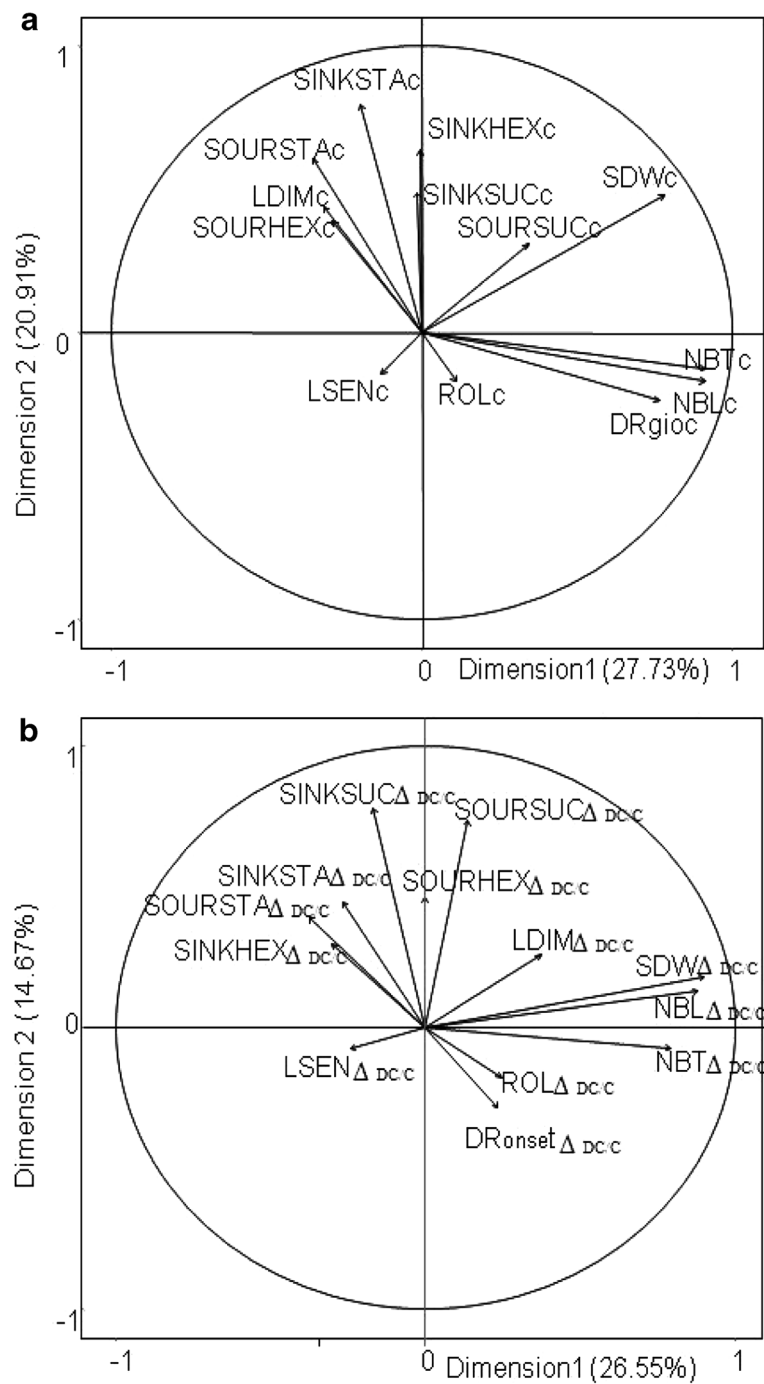 a
1
SINKSTAc
SINKHEXc
SOURSTAc
SDWc
LDIMc
SINKSUCc
SOURHEXc
SOURSUCc
Dimension 2 (20.91%)
0
NBTc
LSENc
ROLc
NBLc
DRgioc
-1
-1
0
Dimension1 (27.73%)
1
b
1
SINKSUCΔ DC/C
SOURSUCΔ DC/C
SINKSTAΔ DC/C
SOURHEXΔ DC/C
SOURSTAΔ DC/C
LDIMΔ DC/C
SINKHEXΔ DC/C
SDWΔ DC/C
NBLΔ DC/C
Dimension 2 (14.67%)
0
LSENΔ DC/C
NBTΔ DC/C
ROLΔ DC/C
DRonsetΔ DC/C
-1
-1
0
Dimension1 (26.55%)
1